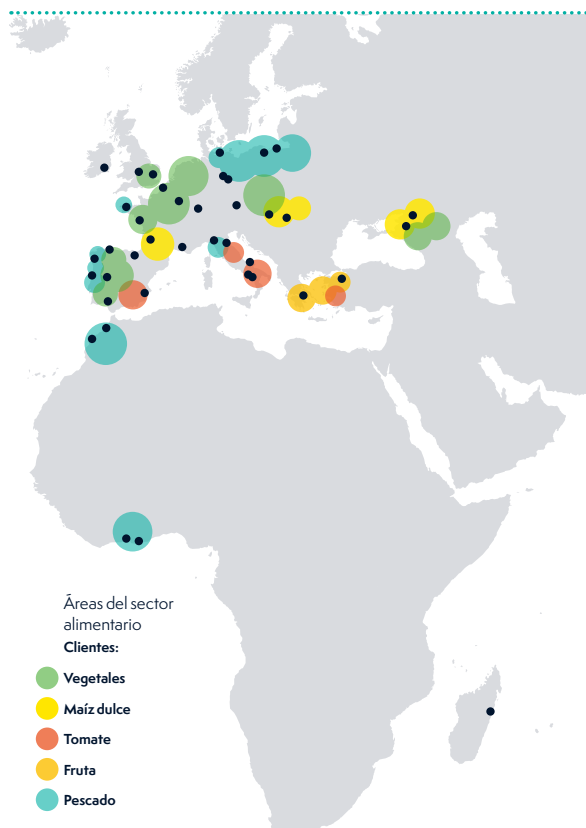 Áreas del sector
alimentario
Clientes:
Vegetales
Maíz dulce
Tomate
Fruta
Pescado